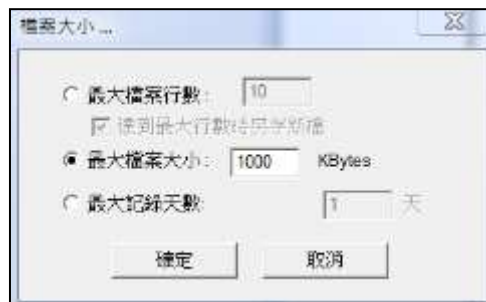 檔案大小...
最大檔案行數: 10
達到最大行數時另存新檔
最大檔案大小: 1000 KBytes
最大記錄天數: 1 天
確定 取消